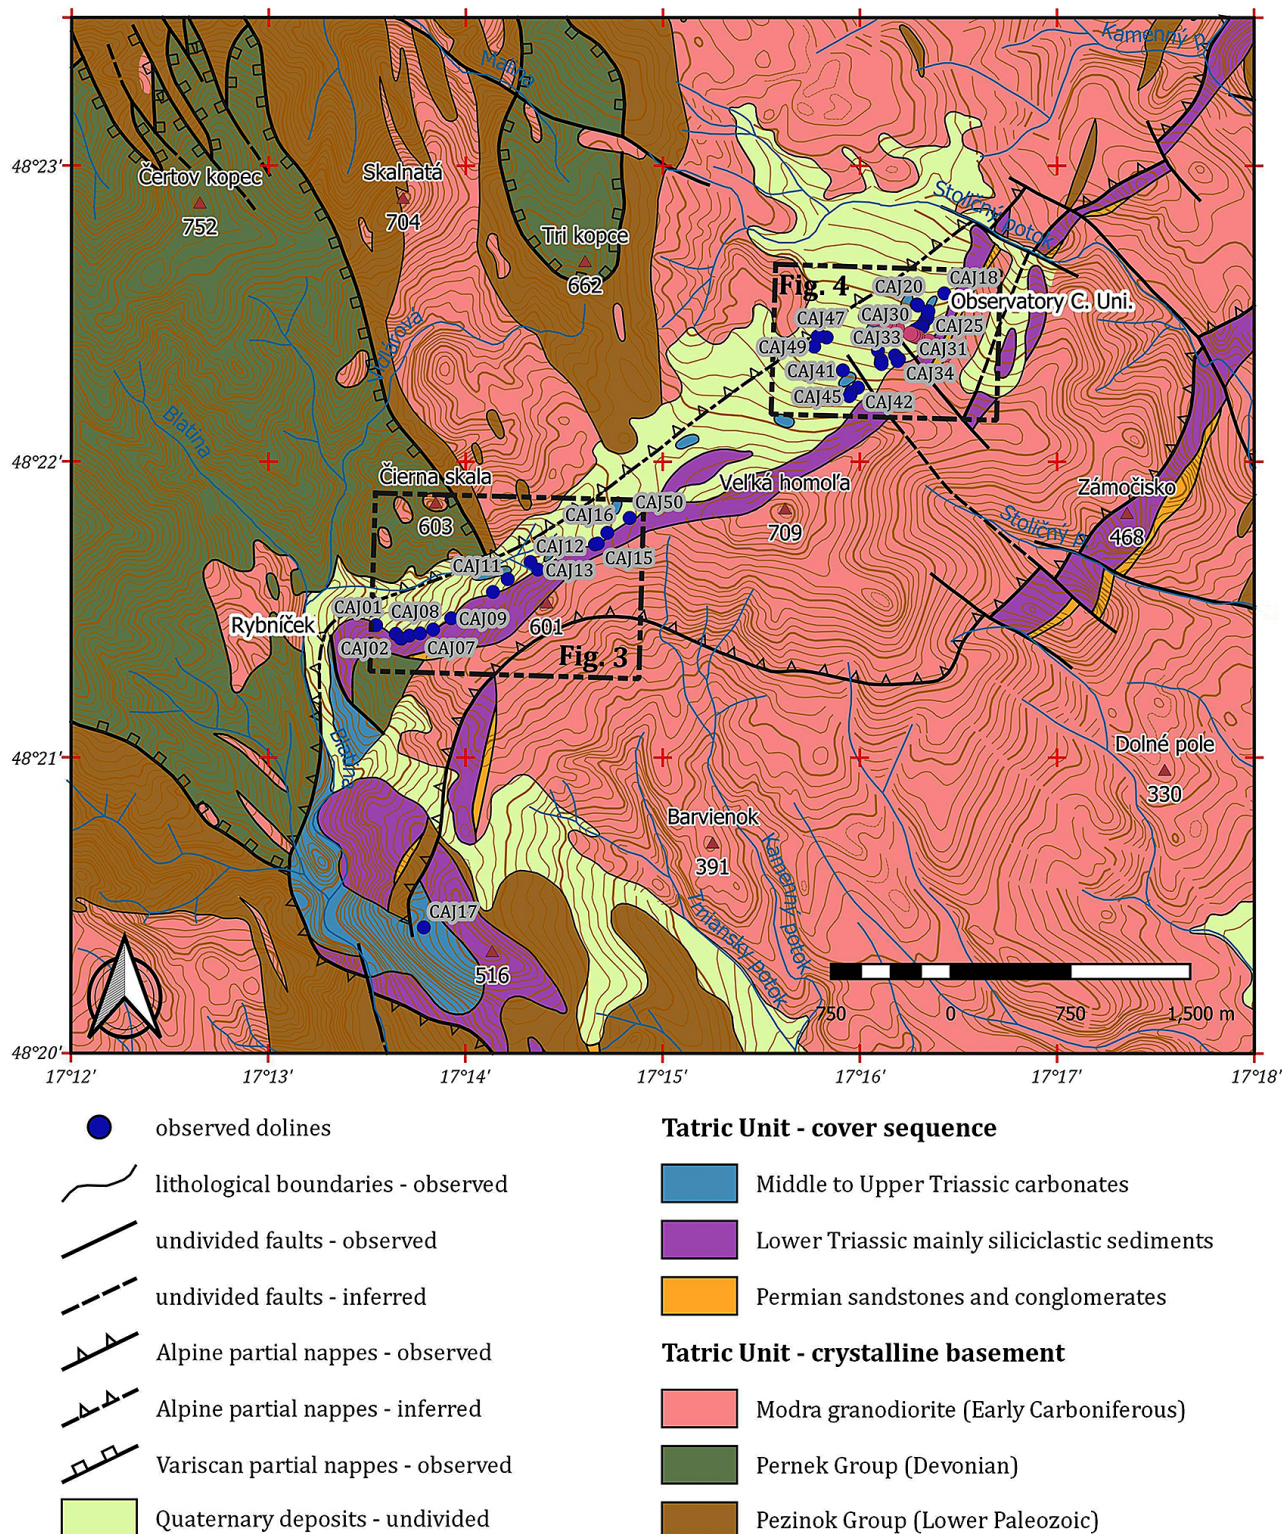 Kamenný p.
Malina
48°23'
Čertov kopec
752
Skalnatá
704
Tri kopce
662
Stoličný potok
Fig. 4
CAJ18
CAJ20
Observatory C. Uni.
CAJ47
CAJ30
CAJ25
CAJ49
CAJ33
CAJ31
CAJ41
CAJ34
CAJ45
CAJ42
Blatina
48°22'
Čierna skala
603
Veľká homoľa
709
Zámočisko
468
Stoličný p.
CAJ50
CAJ16
CAJ12
CAJ15
CAJ11
CAJ13
CAJ01
CAJ08
CAJ09
CAJ02
CAJ07
Rybníček
601
Fig. 3
Blatina
48°21'
Dolné pole
330
Barvienok
391
Kamenný potok
Trniansky potok
CAJ17
516
750
0
750
1,500 m
48°20'
17°12'
17°13'
17°14'
17°15'
17°16'
17°17'
17°18'
observed dolines
lithological boundaries - observed
undivided faults - observed
undivided faults - inferred
Alpine partial nappes - observed
Alpine partial nappes - inferred
Variscan partial nappes - observed
Quaternary deposits - undivided
Tatric Unit - cover sequence
Middle to Upper Triassic carbonates
Lower Triassic mainly siliciclastic sediments
Permian sandstones and conglomerates
Tatric Unit - crystalline basement
Modra granodiorite (Early Carboniferous)
Pernek Group (Devonian)
Pezinok Group (Lower Paleozoic)